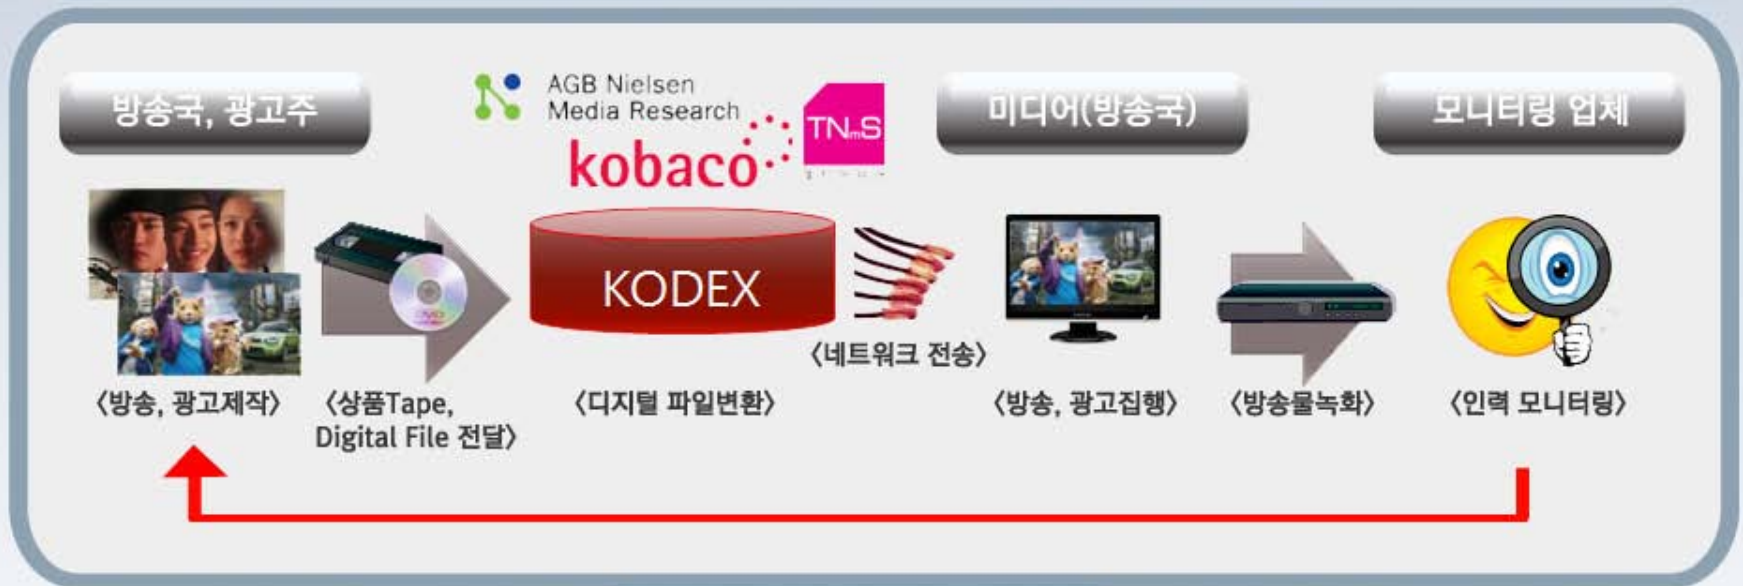 방송국, 광고주
AGB Nielsen
Media Research
kobaco
TNmS
미디어(방송국)
모니터링 업체
KODEX
DVD
<네트워크 전송>
<방송, 광고제작>
<상품Tape,
Digital File 전달>
<디지털 파일변환>
<방송, 광고집행>
<방송물녹화>
<인력 모니터링>